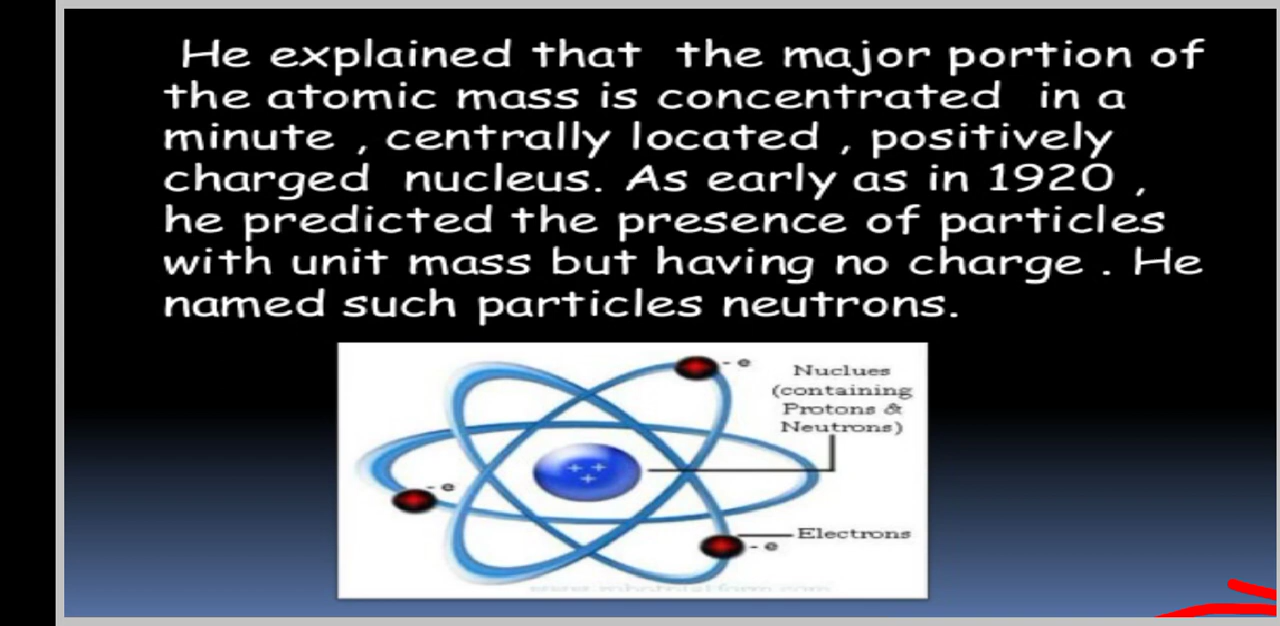 He explained that the major portion of
the atomic mass is concentrated in a
minute , centrally located , positively
charged nucleus. As early as in 1920 ,
he predicted the presence of particles
with unit mass but having no charge . He
named such particles neutrons.
- e
Nuclues
(containing
Protons &
Neutrons)
+ +
+
- e
Electrons
- e